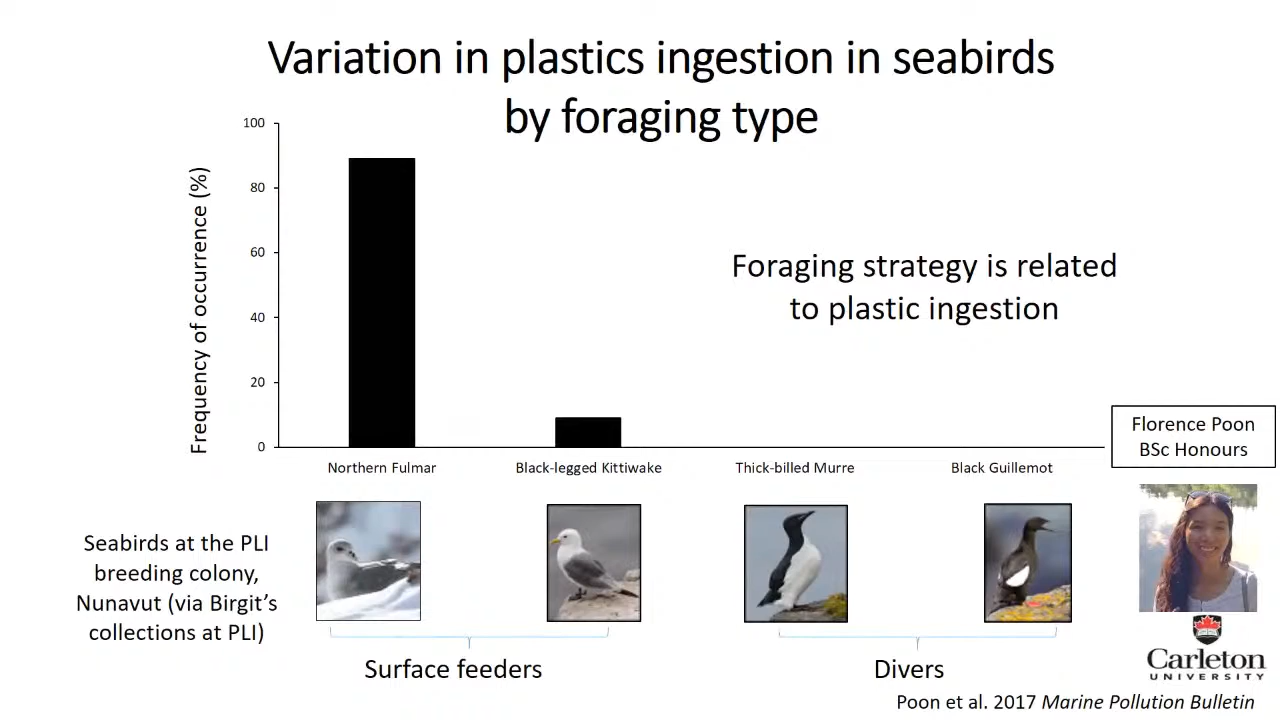 Variation in plastics ingestion in seabirds
by foraging type
100
80
60
40
20
0
Frequency of occurrence (%)
Foraging strategy is related
to plastic ingestion
Northern Fulmar
Black-legged Kittiwake
Thick-billed Murre
Black Guillemot
Florence Poon
BSc Honours
Seabirds at the PLI
breeding colony,
Nunavut (via Birgit’s
collections at PLI)
Surface feeders
Divers
Carleton
UNIVERSITY
Poon et al. 2017 Marine Pollution Bulletin